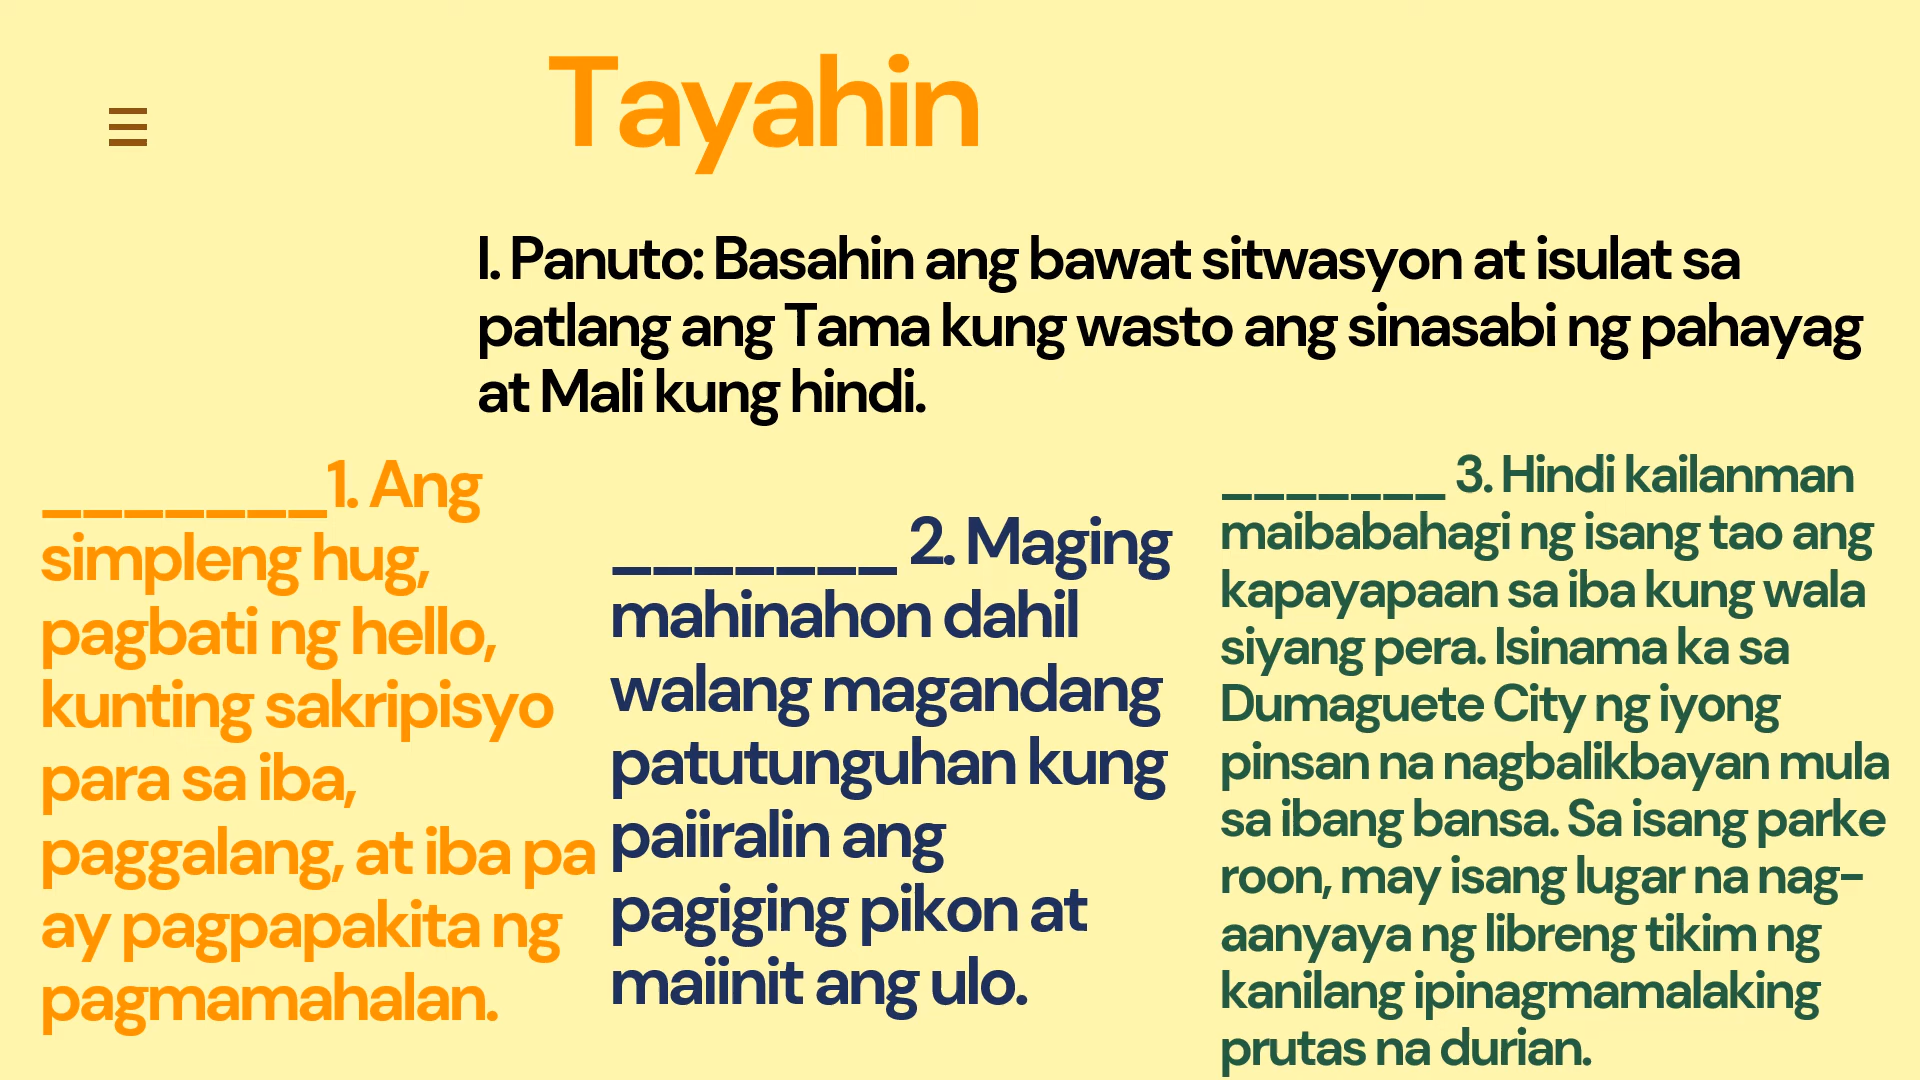 Tayahin
I. Panuto: Basahin ang bawat sitwasyon at isulat sa
patlang ang Tama kung wasto ang sinasabi ng pahayag
at Mali kung hindi.
_______1. Ang
simpleng hug,
pagbati ng hello,
kunting sakripisyo
para sa iba,
paggalang, at iba pa
ay pagpapakita ng
pagmamahalan.
_______ 2. Maging
mahinahon dahil
walang magandang
patutunguhan kung
paiiralin ang
pagiging pikon at
maiinit ang ulo.
_______ 3. Hindi kailanman
maibabahagi ng isang tao ang
kapayapaan sa iba kung wala
siyang pera. Isinama ka sa
Dumaguete City ng iyong
pinsan na nagbalikbayan mula
sa ibang bansa. Sa isang parke
roon, may isang lugar na nag-
aanyaya ng libreng tikim ng
kanilang ipinagmamalaking
prutas na durian.